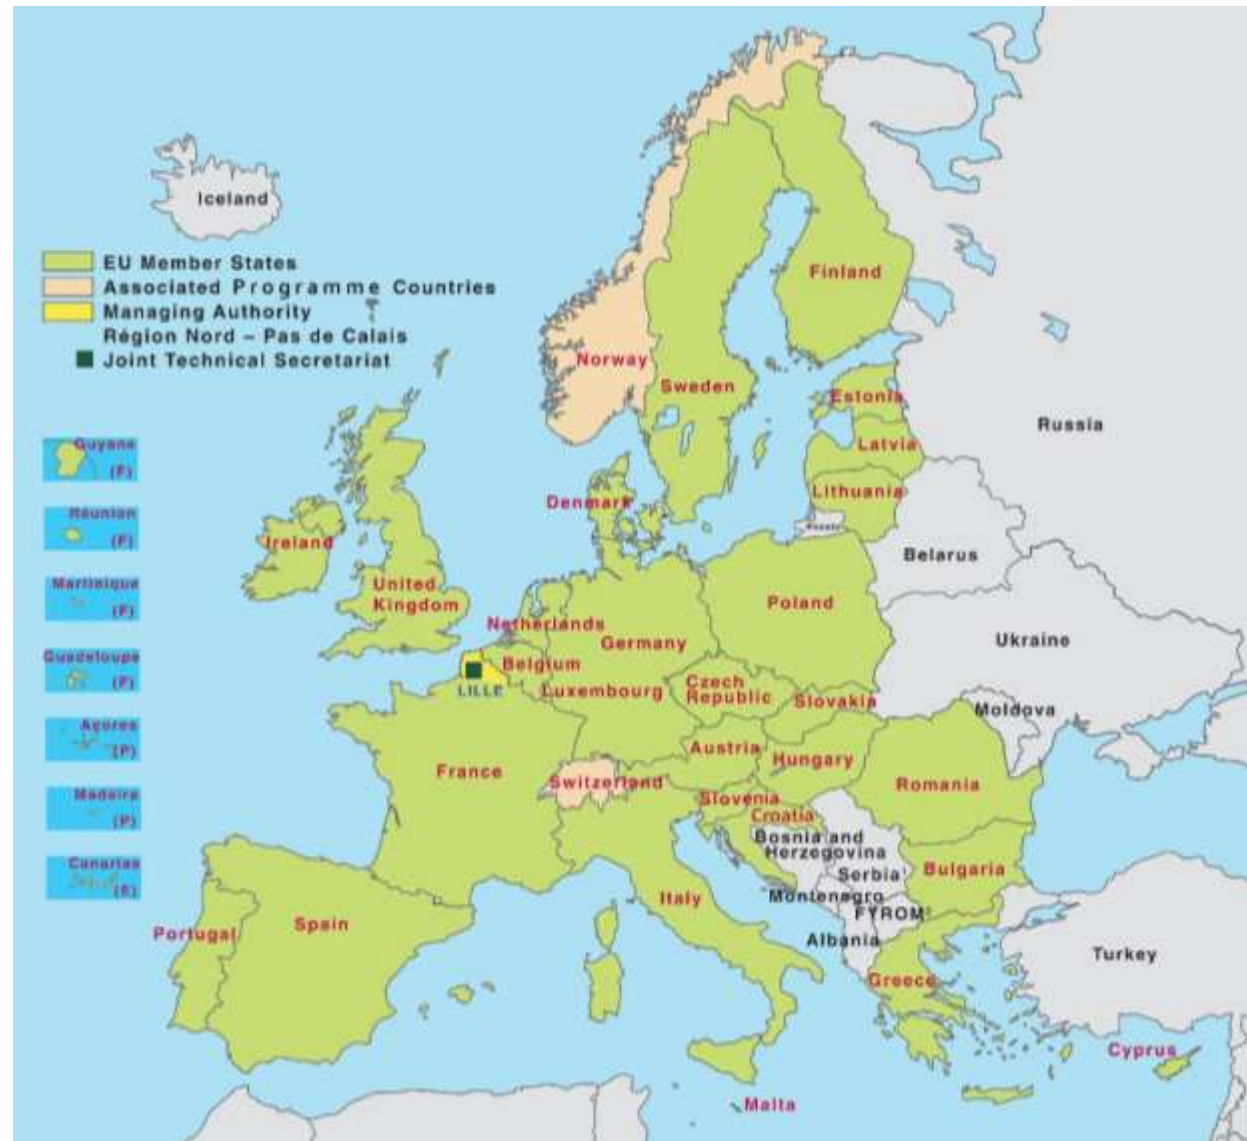 Iceland
EU Member States
Associated Programme Countries
Managing Authority
Région Nord – Pas de Calais
Joint Technical Secretariat
Guyane
(F)
Réunion
(F)
Martinique
(F)
Guadeloupe
(F)
Açores
(P)
Madeira
(P)
Canarias
(E)
Finland
Norway
Sweden
Estonia
Russia
Latvia
Lithuania
Denmark
Ireland
Belarus
United
Kingdom
Poland
Netherlands
Germany
Ukraine
Belgium
LILLE
Luxembourg
Czech
Republic
Slovakia
Moldova
Austria
Hungary
France
Switzerland
Romania
Slovenia
Croatia
Bosnia and
Herzegovina
Serbia
Bulgaria
Montenegro
Italy
FYROM
Spain
Portugal
Albania
Turkey
Greece
Cyprus
Malta